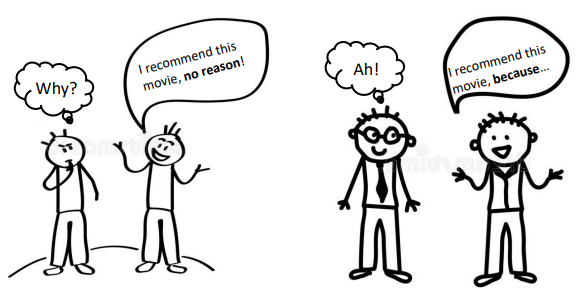 Why?
I recommend this
movie, no reason!
Ah!
I recommend this
movie, because...